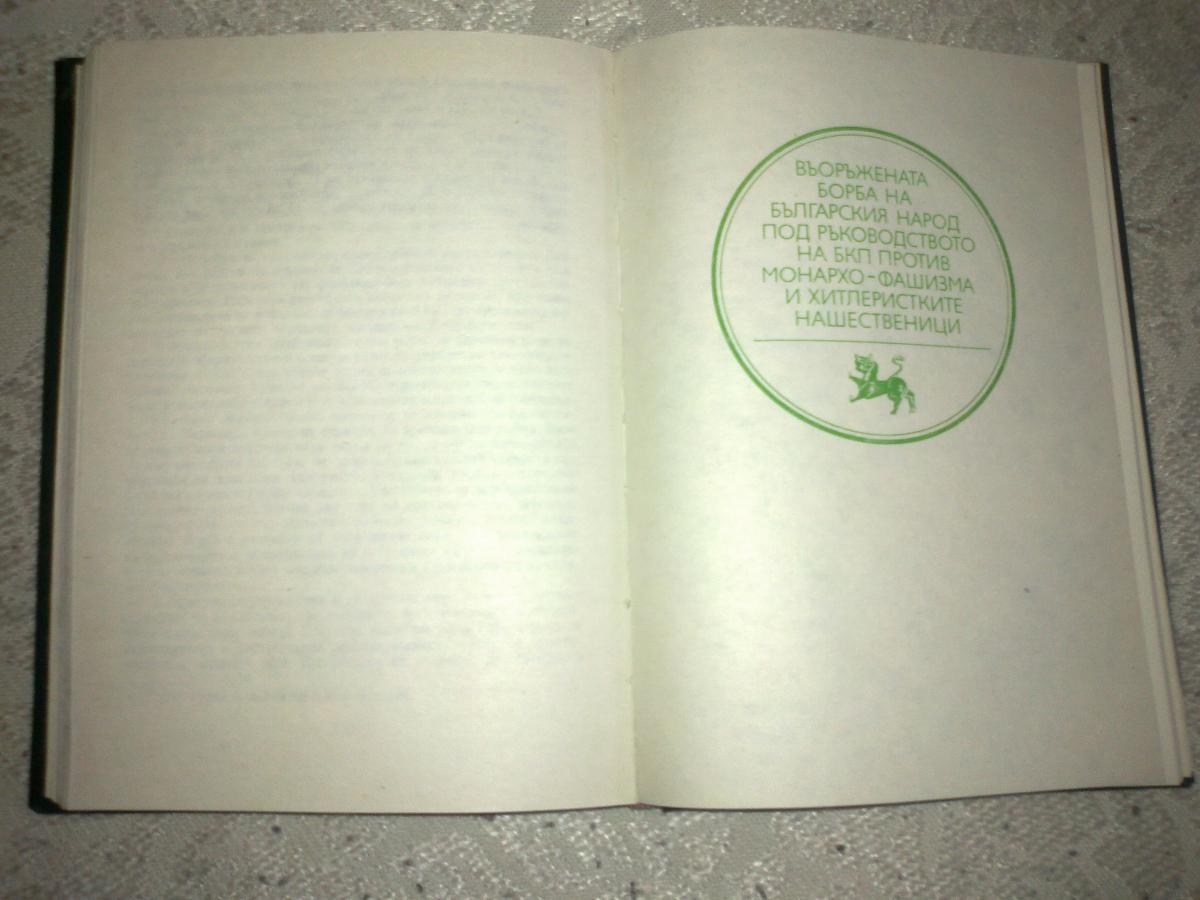 ВЪОРЪЖЕНАТА
БОРБА НА
БЪЛГАРСКИЯ НАРОД
ПОД РЪКОВОДСТВОТО
НА БКП ПРОТИВ
МОНАРХО-ФАШИЗМА
И ХИТЛЕРИСТКИТЕ
НАШЕСТВЕНИЦИ